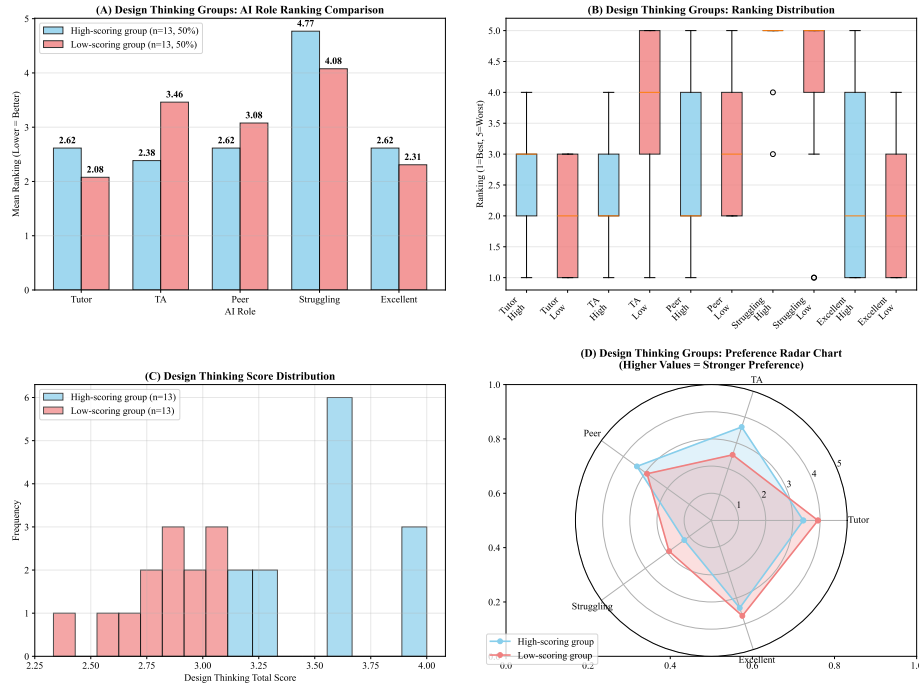 (A) Design Thinking Groups: AI Role Ranking Comparison
High-scoring group (n=13, 50%)
Low-scoring group (n=13, 50%)
Mean Ranking (Lower = Better)
5
4
3
2
1
0
2.62
2.08
2.38
3.46
2.62
3.08
4.77
4.08
2.62
2.31
Tutor
TA
Peer
Struggling
Excellent
AI Role
(B) Design Thinking Groups: Ranking Distribution
Ranking (1=Best, 5=Worst)
5.0
4.5
4.0
3.5
3.0
2.5
2.0
1.5
1.0
Tutor
High
Tutor
Low
TA
High
TA
Low
Peer
High
Peer
Low
Struggling
High
Struggling
Low
Excellent
High
Excellent
Low
(C) Design Thinking Score Distribution
High-scoring group (n=13)
Low-scoring group (n=13)
Frequency
6
5
4
3
2
1
0
2.25
2.50
2.75
3.00
3.25
3.50
3.75
4.00
Design Thinking Total Score
(D) Design Thinking Groups: Preference Radar Chart
(Higher Values = Stronger Preference)
TA
Peer
Tutor
Struggling
Excellent
1
2
3
4
5
1.0
0.8
0.6
0.4
0.2
High-scoring group
Low-scoring group
0.0
0.4
0.6
0.8